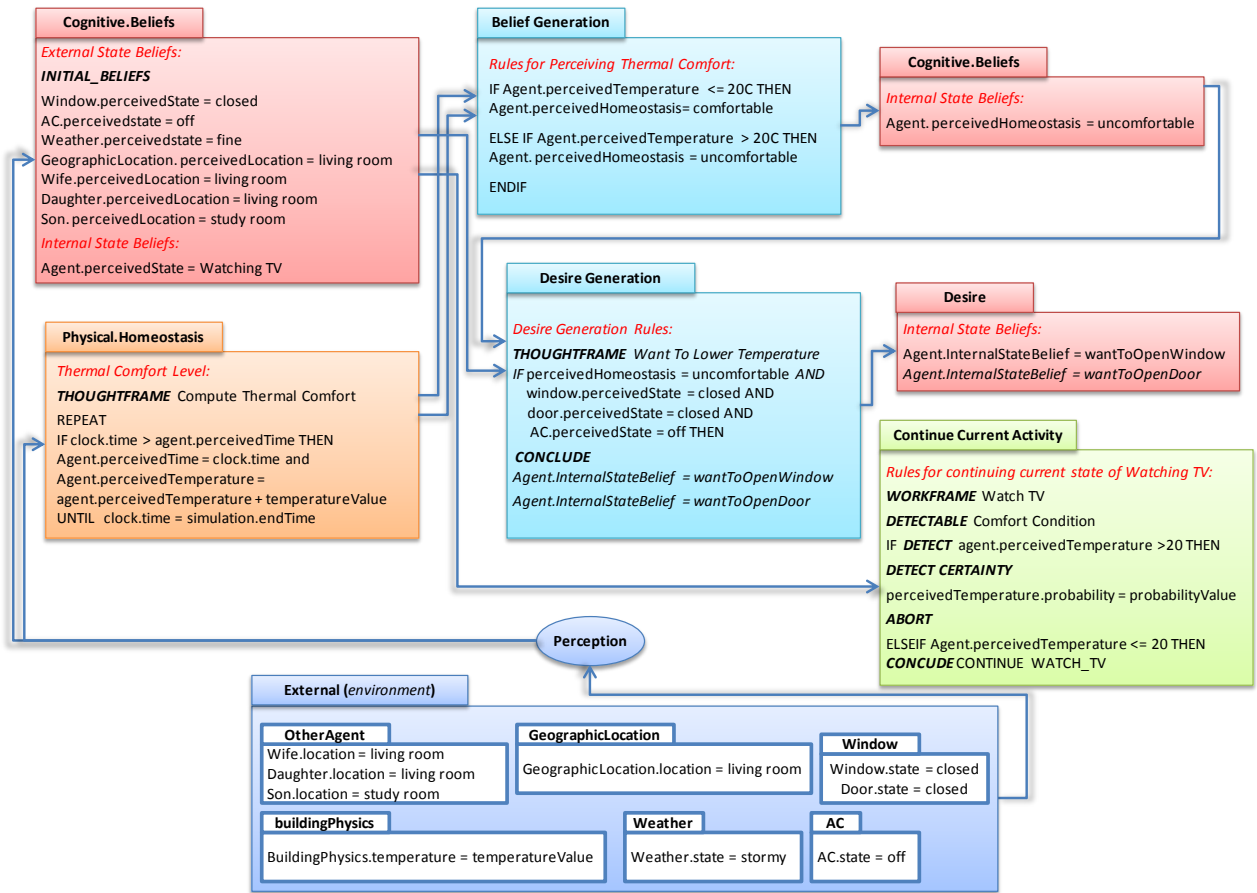 Cognitive.Beliefs
External State Beliefs:
INITIAL_BELIEFS
Window.perceivedState = closed
AC.perceivedstate = off
Weather.perceivedstate = fine
GeographicLocation. perceivedLocation = living room
Wife.perceivedLocation = living room
Daughter.perceivedLocation = living room
Son. perceivedLocation = study room
Internal State Beliefs:
Agent.perceivedState = Watching TV
Belief Generation
Rules for Perceiving Thermal Comfort:
IF Agent.perceivedTemperature <= 20C THEN
Agent.perceivedHomeostasis= comfortable
ELSE IF Agent.perceivedTemperature > 20C THEN
Agent. perceivedHomeostasis = uncomfortable
ENDIF
Cognitive.Beliefs
Internal State Beliefs:
Agent. perceivedHomeostasis = uncomfortable
Physical.Homeostasis
Thermal Comfort Level:
THOUGHTFRAME Compute Thermal Comfort
REPEAT
IF clock.time > agent.perceivedTime THEN
Agent.perceivedTime = clock.time and
Agent.perceivedTemperature =
agent.perceivedTemperature + temperatureValue
UNTIL clock.time = simulation.endTime
Desire Generation
Desire Generation Rules:
THOUGHTFRAME Want To Lower Temperature
IF perceivedHomeostasis = uncomfortable AND
window.perceivedState = closed AND
door.perceivedState = closed AND
AC.perceivedState = off THEN
CONCLUDE
Agent.InternalStateBelief = wantToOpenWindow
Agent.InternalStateBelief = wantToOpenDoor
Desire
Internal State Beliefs:
Agent.InternalStateBelief = wantToOpenWindow
Agent.InternalStateBelief = wantToOpenDoor
Continue Current Activity
Rules for continuing current state of Watching TV:
WORKFRAME Watch TV
DETECTABLE Comfort Condition
IF DETECT agent.perceivedTemperature >20 THEN
DETECT CERTAINTY
perceivedTemperature.probability = probabilityValue
ABORT
ELSEIF Agent.perceivedTemperature <= 20 THEN
CONCUDE CONTINUE WATCH_TV
Perception
External (environment)
OtherAgent
Wife.location = living room
Daughter.location = living room
Son.location = study room
GeographicLocation
GeographicLocation.location = living room
Window
Window.state = closed
Door.state = closed
buildingPhysics
BuildingPhysics.temperature = temperatureValue
Weather
Weather.state = stormy
AC
AC.state = off